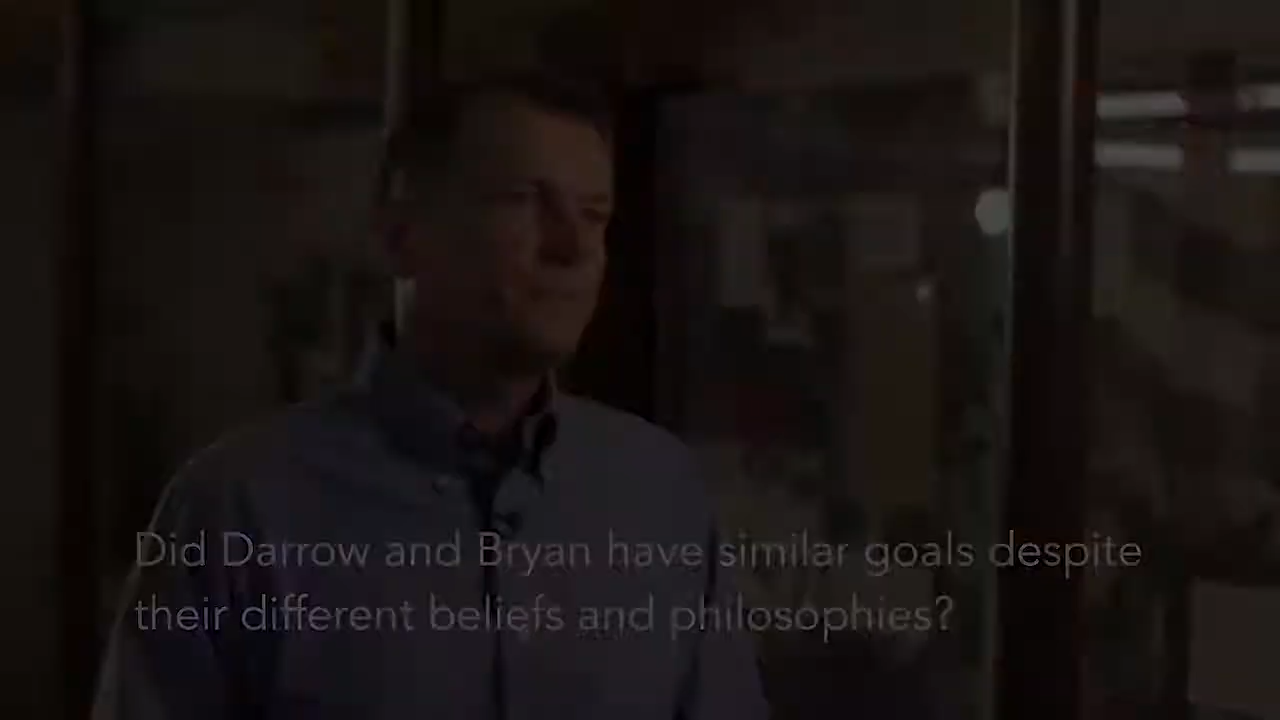 Did Darrow and Bryan have similar goals despite
their different beliefs and philosophies?